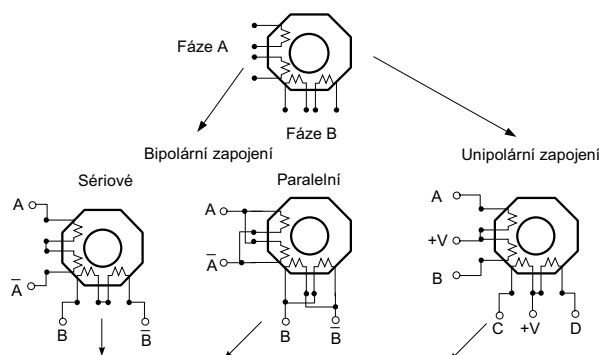 Fáze A
Fáze B
Bipolární zapojení
Unipolární zapojení
Sériové
Paralelní
A
A̅
B
B̅
A
A̅
B
B̅
A
+V
B
C
+V
D